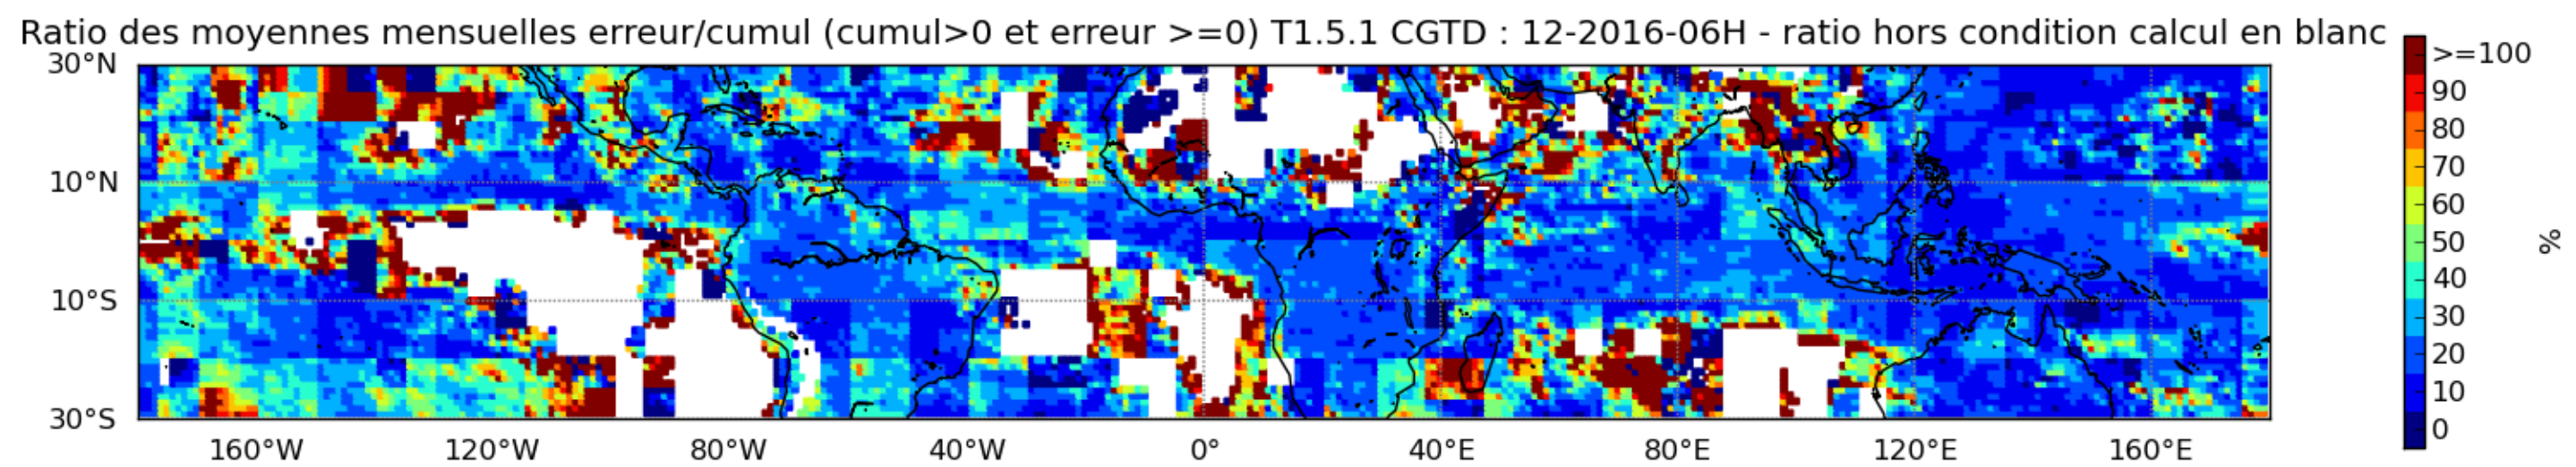 Ratio des moyennes mensuelles erreur/cumul (cumul>0 et erreur >=0) T1.5.1 CGTD : 12-2016-06H - ratio hors condition calcul en blanc
30°N
10°N
10°S
30°S
160°W 120°W 80°W 40°W 0° 40°E 80°E 120°E 160°E
>=100
90
80
70
60
50
40
30
20
10
0
%